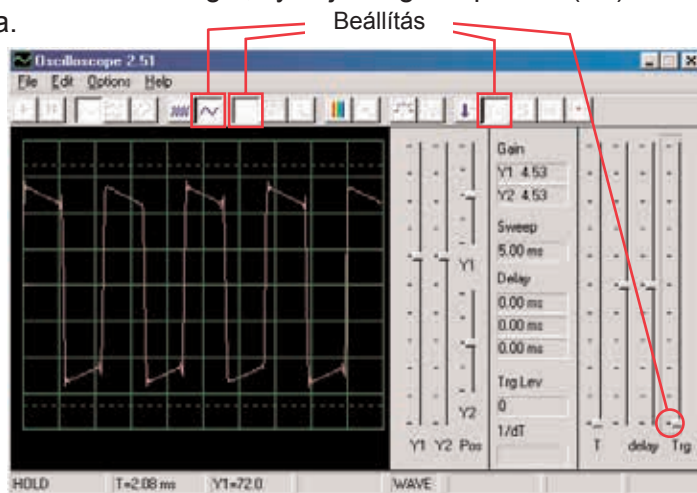 a.
Beállítás
Oscilloscope 2.51
File Edit Options Help
Gain
Y1 4.53
Y2 4.53
Sweep
5.00 ms
Delay
0.00 ms
0.00 ms
0.00 ms
Trg Lev
0
1/dT
Y1
Y2
Y1 Y2 Pos
T delay Trg
HOLD T=2.08 ms Y1=72.0 WAVE